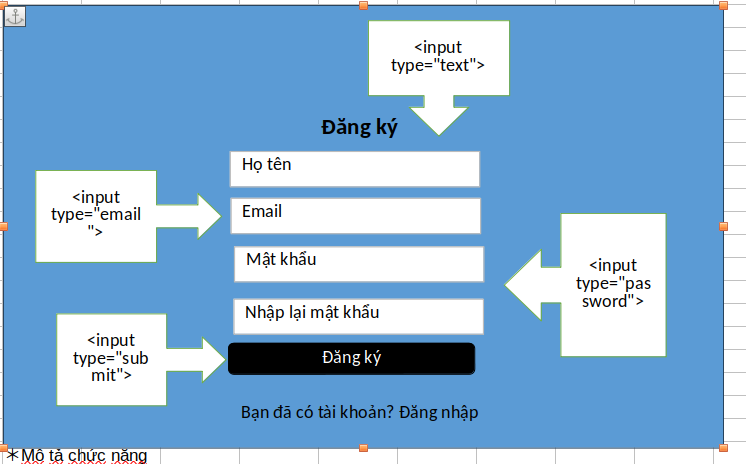 <input
type="text">
Đăng ký
Họ tên
<input
type="email
">
Email
Mật khẩu
<input
type="pas
sword">
Nhập lại mật khẩu
<input
type="sub
mit">
Đăng ký
Bạn đã có tài khoản? Đăng nhập
＊Mô tả chức năng